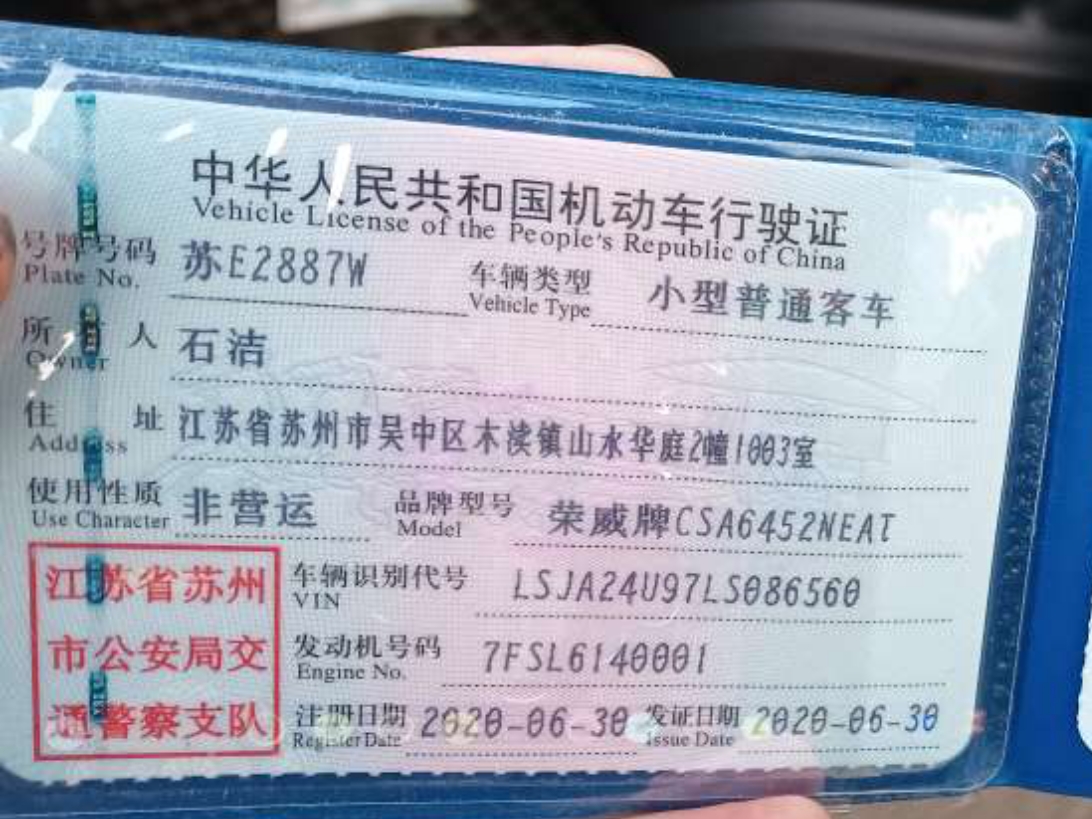 中华人民共和国机动车行驶证
Vehicle License of the People's Republic of China
号牌号码 苏E2887W 车辆类型 小型普通客车
Plate No. Vehicle Type
所有人 石洁
Owner
住址 江苏省苏州市吴中区木渎镇山水华庭2幢1003室
Address
使用性质 非营运 品牌型号 荣威牌CSA6452NEAT
Use Character Model
江苏省苏州 车辆识别代号 LSJA24U97LS086560
VIN
市公安局交 发动机号码 7FSL6140001
Engine No.
通警察支队 注册日期 2020-06-30 发证日期 2020-06-30
Register Date Issue Date